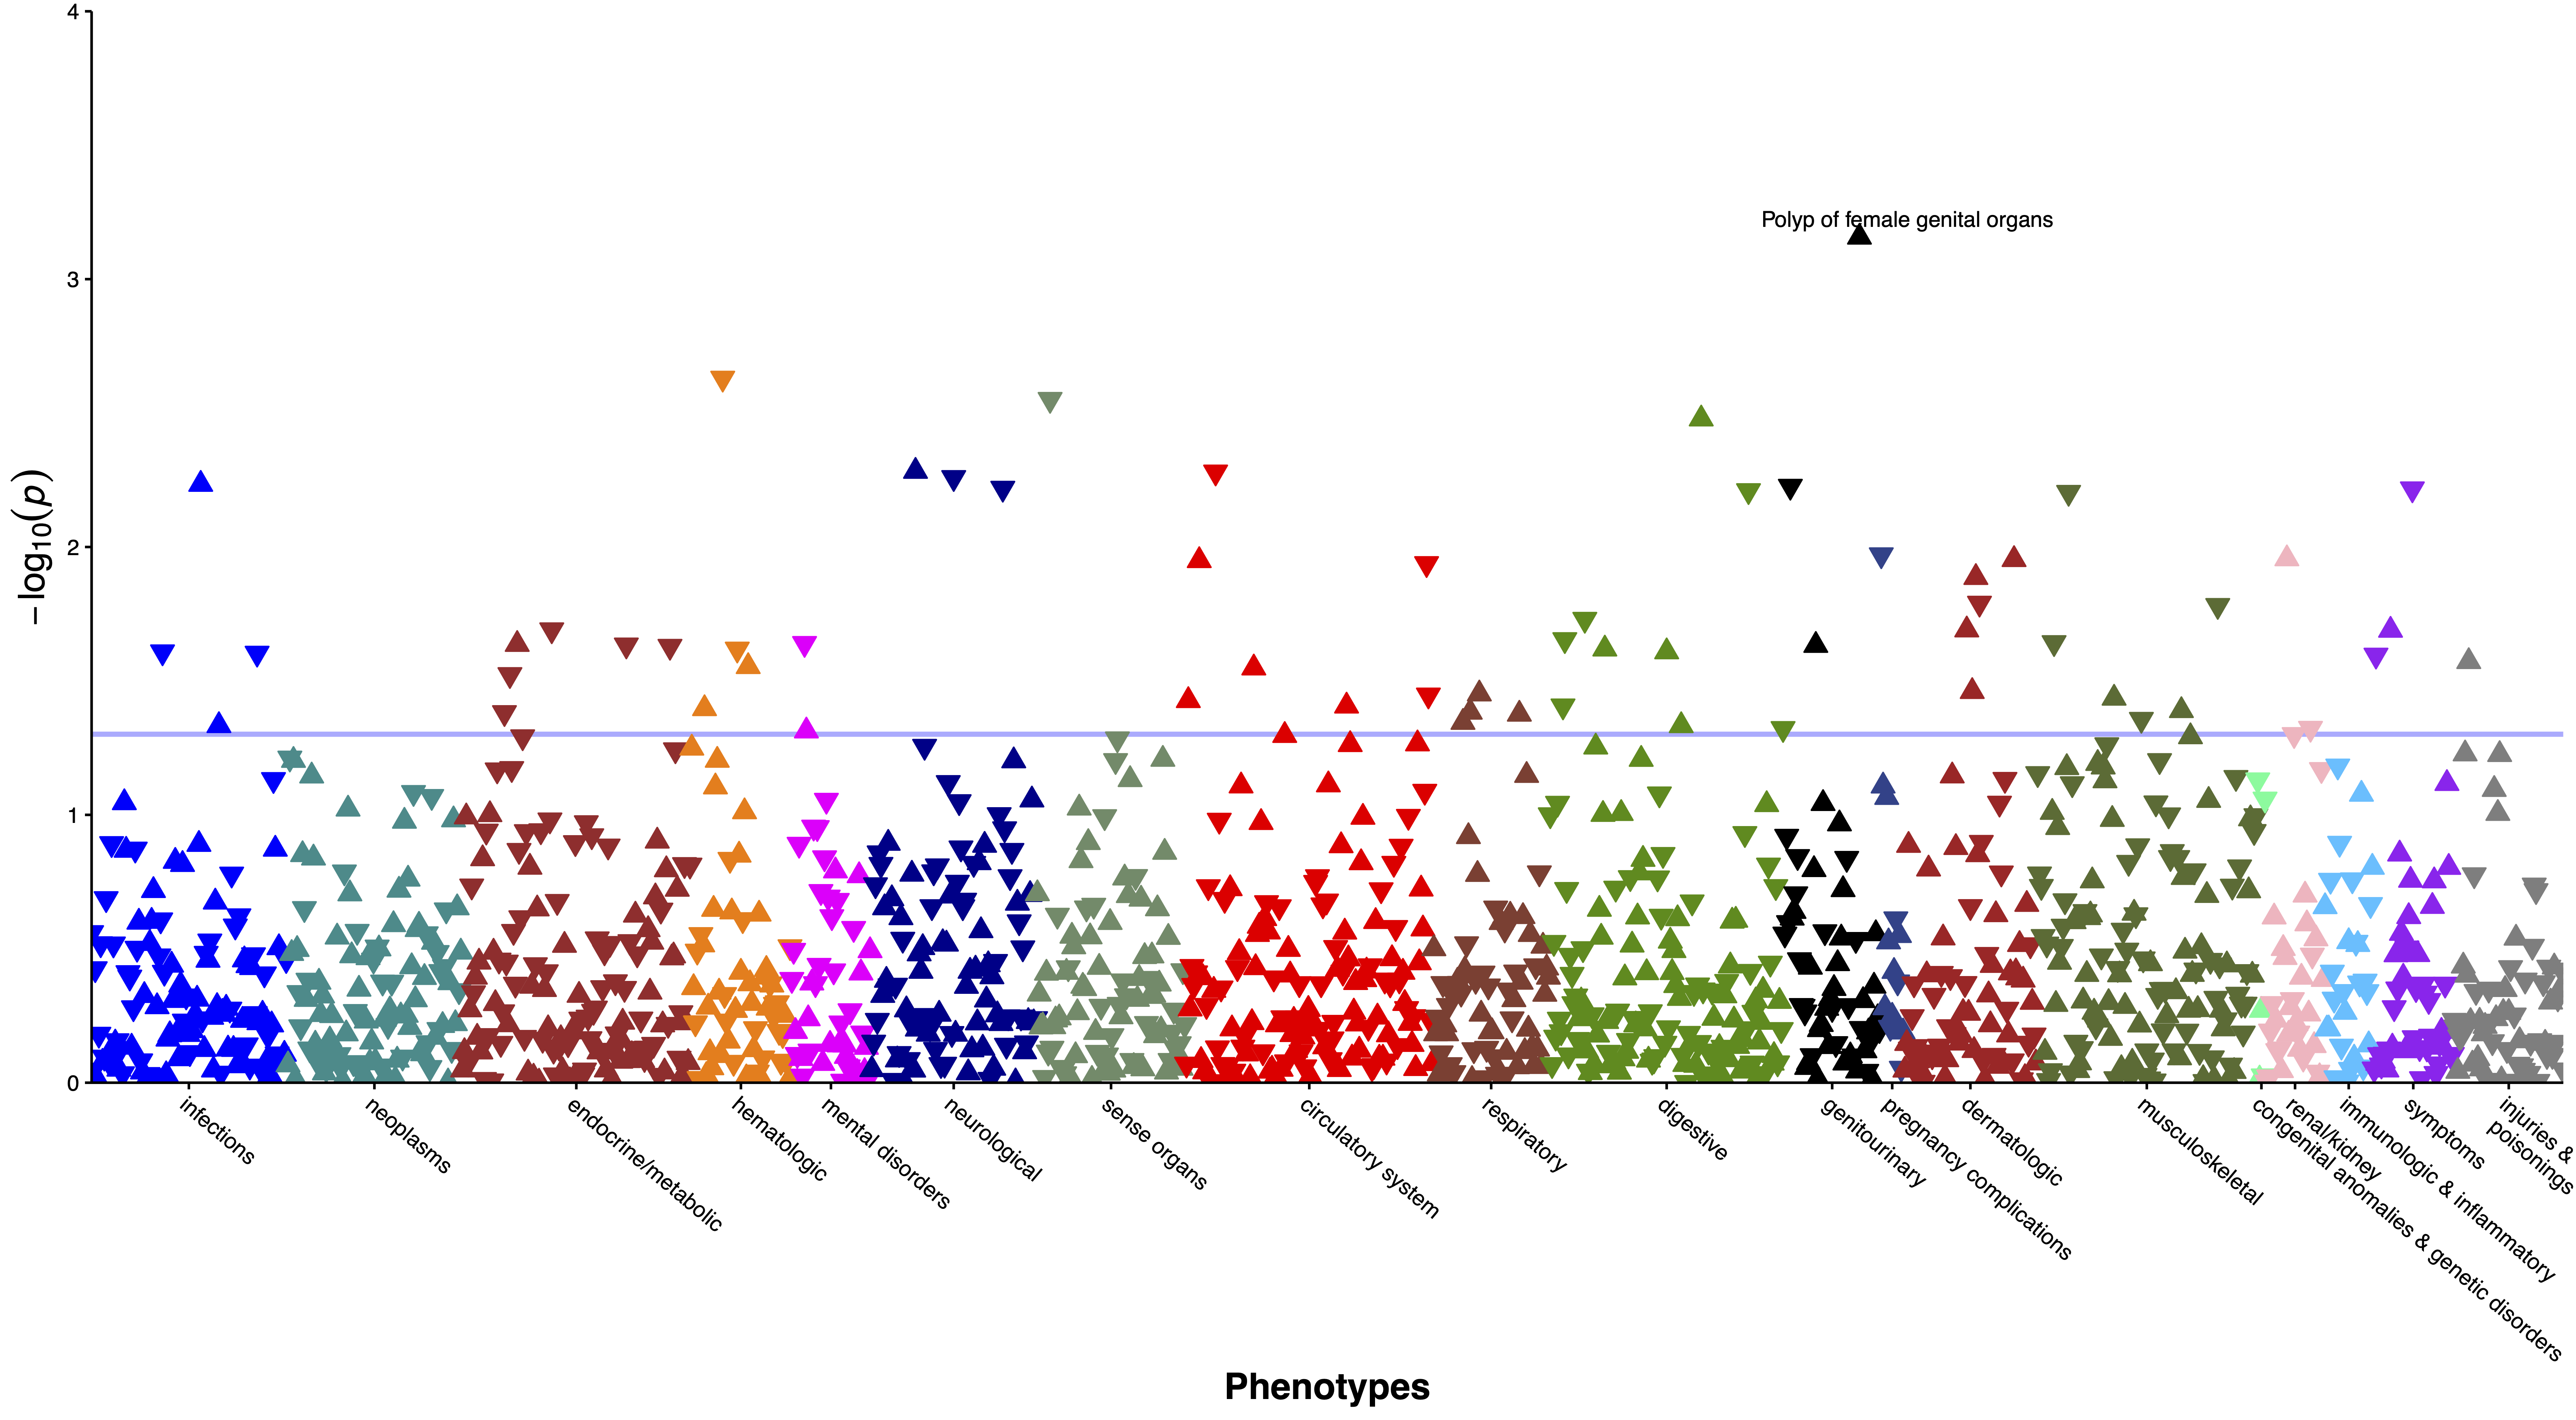 4
Polyp of female genital organs
3
2
−log10(p)
1
0
infections
neoplasms
endocrine/metabolic
hematologic
mental disorders
neurological
sense organs
circulatory system
respiratory
digestive
genitourinary
pregnancy complications
dermatologic
musculoskeletal
congenital anomalies & genetic disorders
renal/kidney
immunologic & inflammatory
symptoms
injuries &
poisonings
Phenotypes